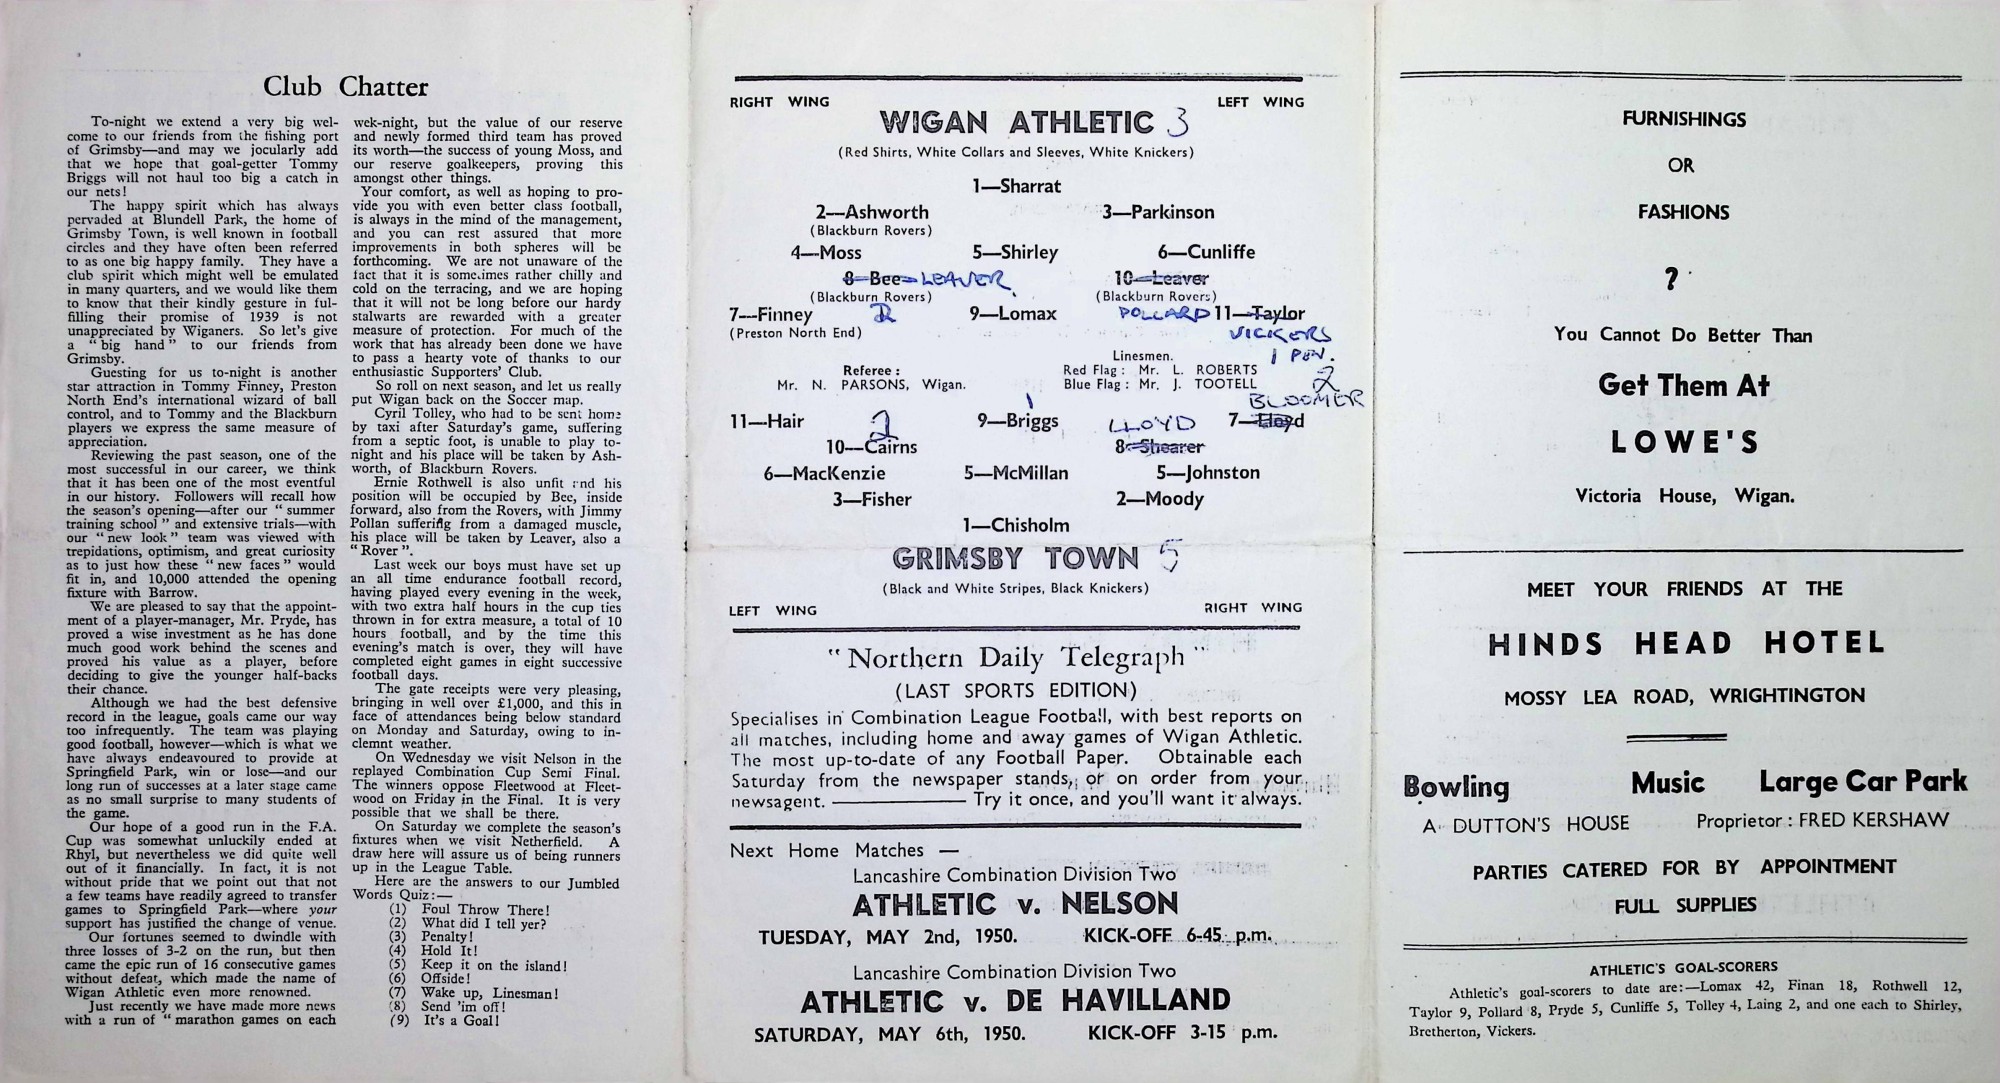 Club Chatter
To-night we extend a very big wel-
come to our friends from the fishing port
of Grimsby—and may we jocularly add
that we hope that goal-getter Tommy
Briggs will not haul too big a catch in
our nets!
The happy spirit which has always
pervaded at Blundell Park, the home of
Grimsby Town, is well known in football
circles and they have often been referred
to as one big happy family. They have a
club spirit which might well be emulated
in many quarters, and we would like them
to know that their kindly gesture in ful-
filling their promise of 1939 is not
unappreciated by Wiganers. So let's give
a "big hand" to our friends from
Grimsby.
Guesting for us to-night is another
star attraction in Tommy Finney, Preston
North End's international wizard of ball
control, and to Tommy and the Blackburn
players we express the same measure of
appreciation.
Reviewing the past season, one of the
most successful in our career, we think
that it has been one of the most eventful
in our history. Followers will recall how
the season's opening—after our "summer
training school" and extensive trials—with
our "new look" team was viewed with
trepidations, optimism, and great curiosity
as to just how these "new faces" would
fit in, and 10,000 attended the opening
fixture with Barrow.
We are pleased to say that the appoint-
ment of a player-manager, Mr. Pryde, has
proved a wise investment as he has done
much good work behind the scenes and
proved his value as a player, before
deciding to give the younger half-backs
their chance.
Although we had the best defensive
record in the league, goals came our way
too infrequently. The team was playing
good football, however—which is what we
have always endeavoured to provide at
Springfield Park, win or lose—and our
long run of successes at a later stage came
as no small surprise to many students of
the game.
Our hope of a good run in the F.A.
Cup was somewhat unluckily ended at
Rhyl, but nevertheless we did quite well
out of it financially. In fact, it is not
without pride that we point out that not
a few teams have readily agreed to transfer
games to Springfield Park—where your
support has justified the change of venue.
Our fortunes seemed to dwindle with
three losses of 3-2 on the run, but then
came the epic run of 16 consecutive games
without defeat, which made the name of
Wigan Athletic even more renowned.
Just recently we have made more news
with a run of "marathon games on each
wek-night, but the value of our reserve
and newly formed third team has proved
its worth—the success of young Moss, and
our reserve goalkeepers, proving this
amongst other things.
Your comfort, as well as hoping to pro-
vide you with even better class football,
is always in the mind of the management,
and you can rest assured that more
improvements in both spheres will be
forthcoming. We are not unaware of the
fact that it is sometimes rather chilly and
cold on the terracing, and we are hoping
that it will not be long before our hardy
stalwarts are rewarded with a greater
measure of protection. For much of the
work that has already been done we have
to pass a hearty vote of thanks to our
enthusiastic Supporters' Club.
So roll on next season, and let us really
put Wigan back on the Soccer map.
Cyril Tolley, who had to be sent home
by taxi after Saturday's game, suffering
from a septic foot, is unable to play to-
night and his place will be taken by Ash-
worth, of Blackburn Rovers.
Ernie Rothwell is also unfit and his
position will be occupied by Bee, inside
forward, also from the Rovers, with Jimmy
Pollan suffering from a damaged muscle,
his place will be taken by Leaver, also a
"Rover".
Last week our boys must have set up
an all time endurance football record,
having played every evening in the week,
with two extra half hours in the cup ties
thrown in for extra measure, a total of 10
hours football, and by the time this
evening's match is over, they will have
completed eight games in eight successive
football days.
The gate receipts were very pleasing,
bringing in well over £1,000, and this in
face of attendances being below standard
on Monday and Saturday, owing to in-
clemnt weather.
On Wednesday we visit Nelson in the
replayed Combination Cup Semi Final.
The winners oppose Fleetwood at Fleet-
wood on Friday in the Final. It is very
possible that we shall be there.
On Saturday we complete the season's
fixtures when we visit Netherfield. A
draw here will assure us of being runners
up in the League Table.
Here are the answers to our Jumbled
Words Quiz:—
(1) Foul Throw There!
(2) What did I tell yer?
(3) Penalty!
(4) Hold It!
(5) Keep it on the island!
(6) Offside!
(7) Wake up, Linesman!
(8) Send 'im off!
(9) It's a Goal!
RIGHT WING LEFT WING
WIGAN ATHLETIC 3
(Red Shirts, White Collars and Sleeves, White Knickers)
1—Sharrat
2—Ashworth 3—Parkinson
(Blackburn Rovers)
4—Moss 5—Shirley 6—Cunliffe
8—Bee LEAVER 10—Leaver
(Blackburn Rovers) (Blackburn Rovers)
7—Finney 9—Lomax POLLARD 11—Taylor
(Preston North End) VICKERS
1 PEN.
Linesmen.
Referee: Red Flag: Mr. L. ROBERTS
Mr. N. PARSONS, Wigan. Blue Flag: Mr. J. TOOTELL 2
1 BLOOMER
11—Hair 2 9—Briggs LLOYD 7—Lloyd
10—Cairns 8—Shearer
6—MacKenzie 5—McMillan 5—Johnston
3—Fisher 2—Moody
1—Chisholm
GRIMSBY TOWN 5
(Black and White Stripes, Black Knickers)
LEFT WING RIGHT WING
"Northern Daily Telegraph"
(LAST SPORTS EDITION)
Specialises in Combination League Football, with best reports on
all matches, including home and away games of Wigan Athletic.
The most up-to-date of any Football Paper. Obtainable each
Saturday from the newspaper stands, or on order from your
newsagent. ——— Try it once, and you'll want it always.
Next Home Matches —
Lancashire Combination Division Two
ATHLETIC v. NELSON
TUESDAY, MAY 2nd, 1950. KICK-OFF 6-45 p.m.
Lancashire Combination Division Two
ATHLETIC v. DE HAVILLAND
SATURDAY, MAY 6th, 1950. KICK-OFF 3-15 p.m.
FURNISHINGS
OR
FASHIONS
?
You Cannot Do Better Than
Get Them At
LOWE'S
Victoria House, Wigan.
MEET YOUR FRIENDS AT THE
HINDS HEAD HOTEL
MOSSY LEA ROAD, WRIGHTINGTON
Bowling Music Large Car Park
A DUTTON'S HOUSE Proprietor: FRED KERSHAW
PARTIES CATERED FOR BY APPOINTMENT
FULL SUPPLIES
ATHLETIC'S GOAL-SCORERS
Athletic's goal-scorers to date are:—Lomax 42, Finan 18, Rothwell 12,
Taylor 9, Pollard 8, Pryde 5, Cunliffe 5, Tolley 4, Laing 2, and one each to Shirley,
Bretherton, Vickers.